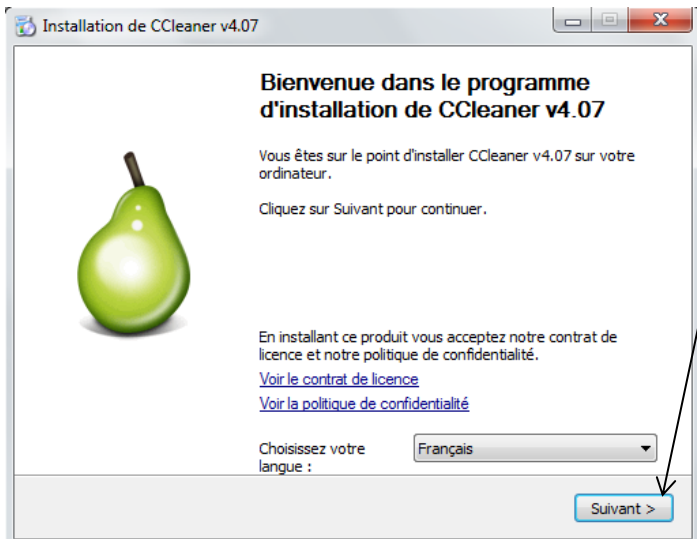 Installation de CCleaner v4.07
Bienvenue dans le programme
d'installation de CCleaner v4.07
Vous êtes sur le point d'installer CCleaner v4.07 sur votre
ordinateur.
Cliquez sur Suivant pour continuer.
En installant ce produit vous acceptez notre contrat de
licence et notre politique de confidentialité.
Voir le contrat de licence
Voir la politique de confidentialité
Choisissez votre
langue :
Français
Suivant >